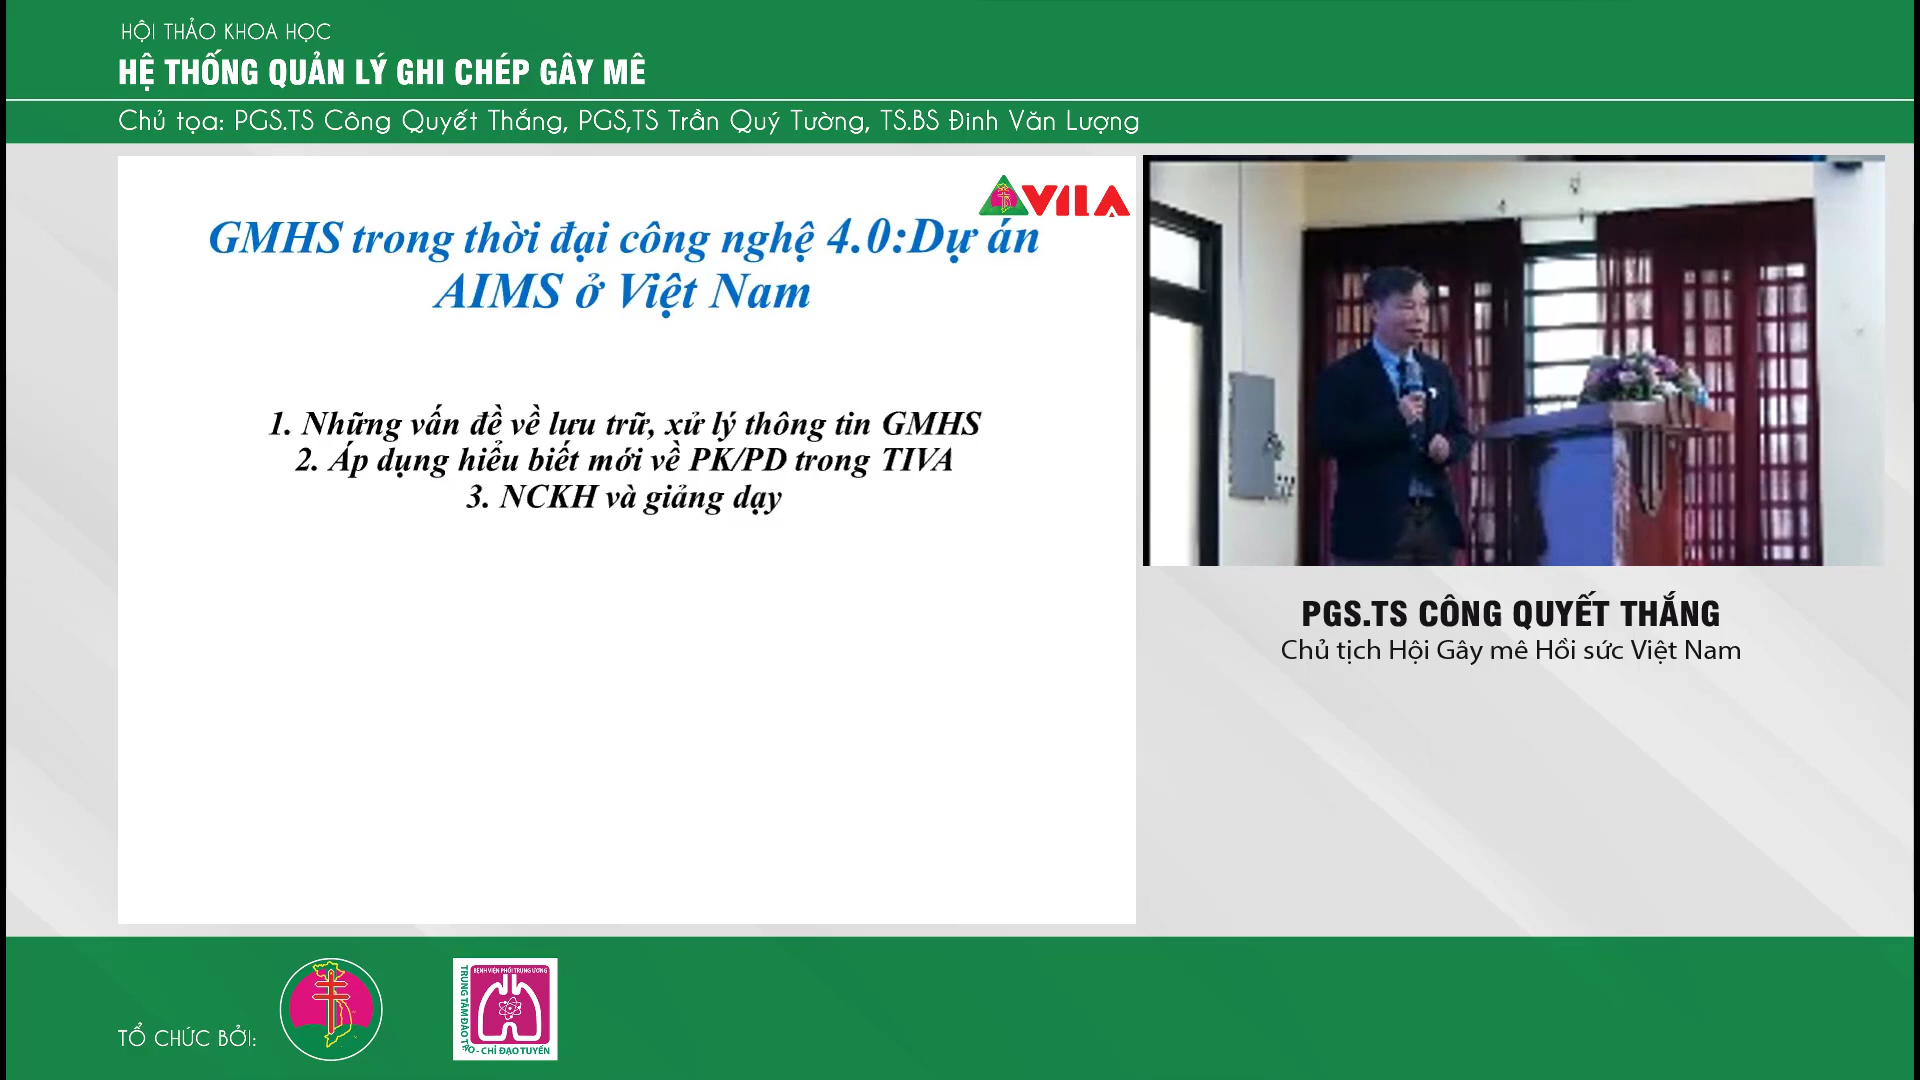 HỘI THẢO KHOA HỌC
HỆ THỐNG QUẢN LÝ GHI CHÉP GÂY MÊ
Chủ tọa: PGS.TS Công Quyết Thắng, PGS,TS Trần Quý Tường, TS.BS Đinh Văn Lượng
VILA
GMHS trong thời đại công nghệ 4.0:Dự án
AIMS ở Việt Nam
1. Những vấn đề về lưu trữ, xử lý thông tin GMHS
2. Áp dụng hiểu biết mới về PK/PD trong TIVA
3. NCKH và giảng dạy
PGS.TS CÔNG QUYẾT THẮNG
Chủ tịch Hội Gây mê Hồi sức Việt Nam
TỔ CHỨC BỞI:
BỆNH VIỆN PHỔI TRUNG ƯƠNG
TRUNG TÂM ĐÀO TẠO - CHỈ ĐẠO TUYẾN